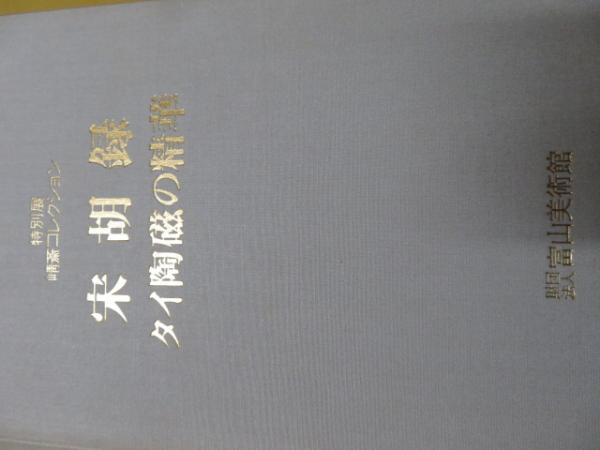 特別展
崝斎コレクション
宋胡録
タイ陶磁の精華
財団法人
富山美術館